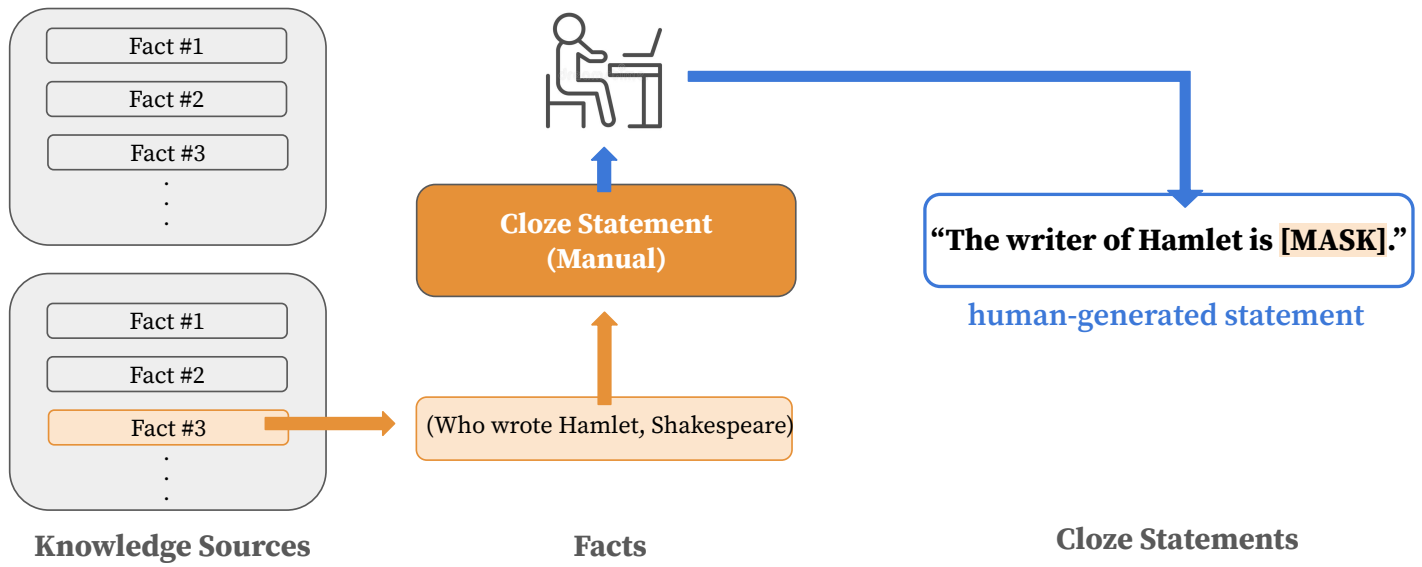 Fact #1
Fact #2
Fact #3
.
.
.
Fact #1
Fact #2
Fact #3
.
.
.
Knowledge Sources
Cloze Statement
(Manual)
(Who wrote Hamlet, Shakespeare)
Facts
“The writer of Hamlet is [MASK].”
human-generated statement
Cloze Statements